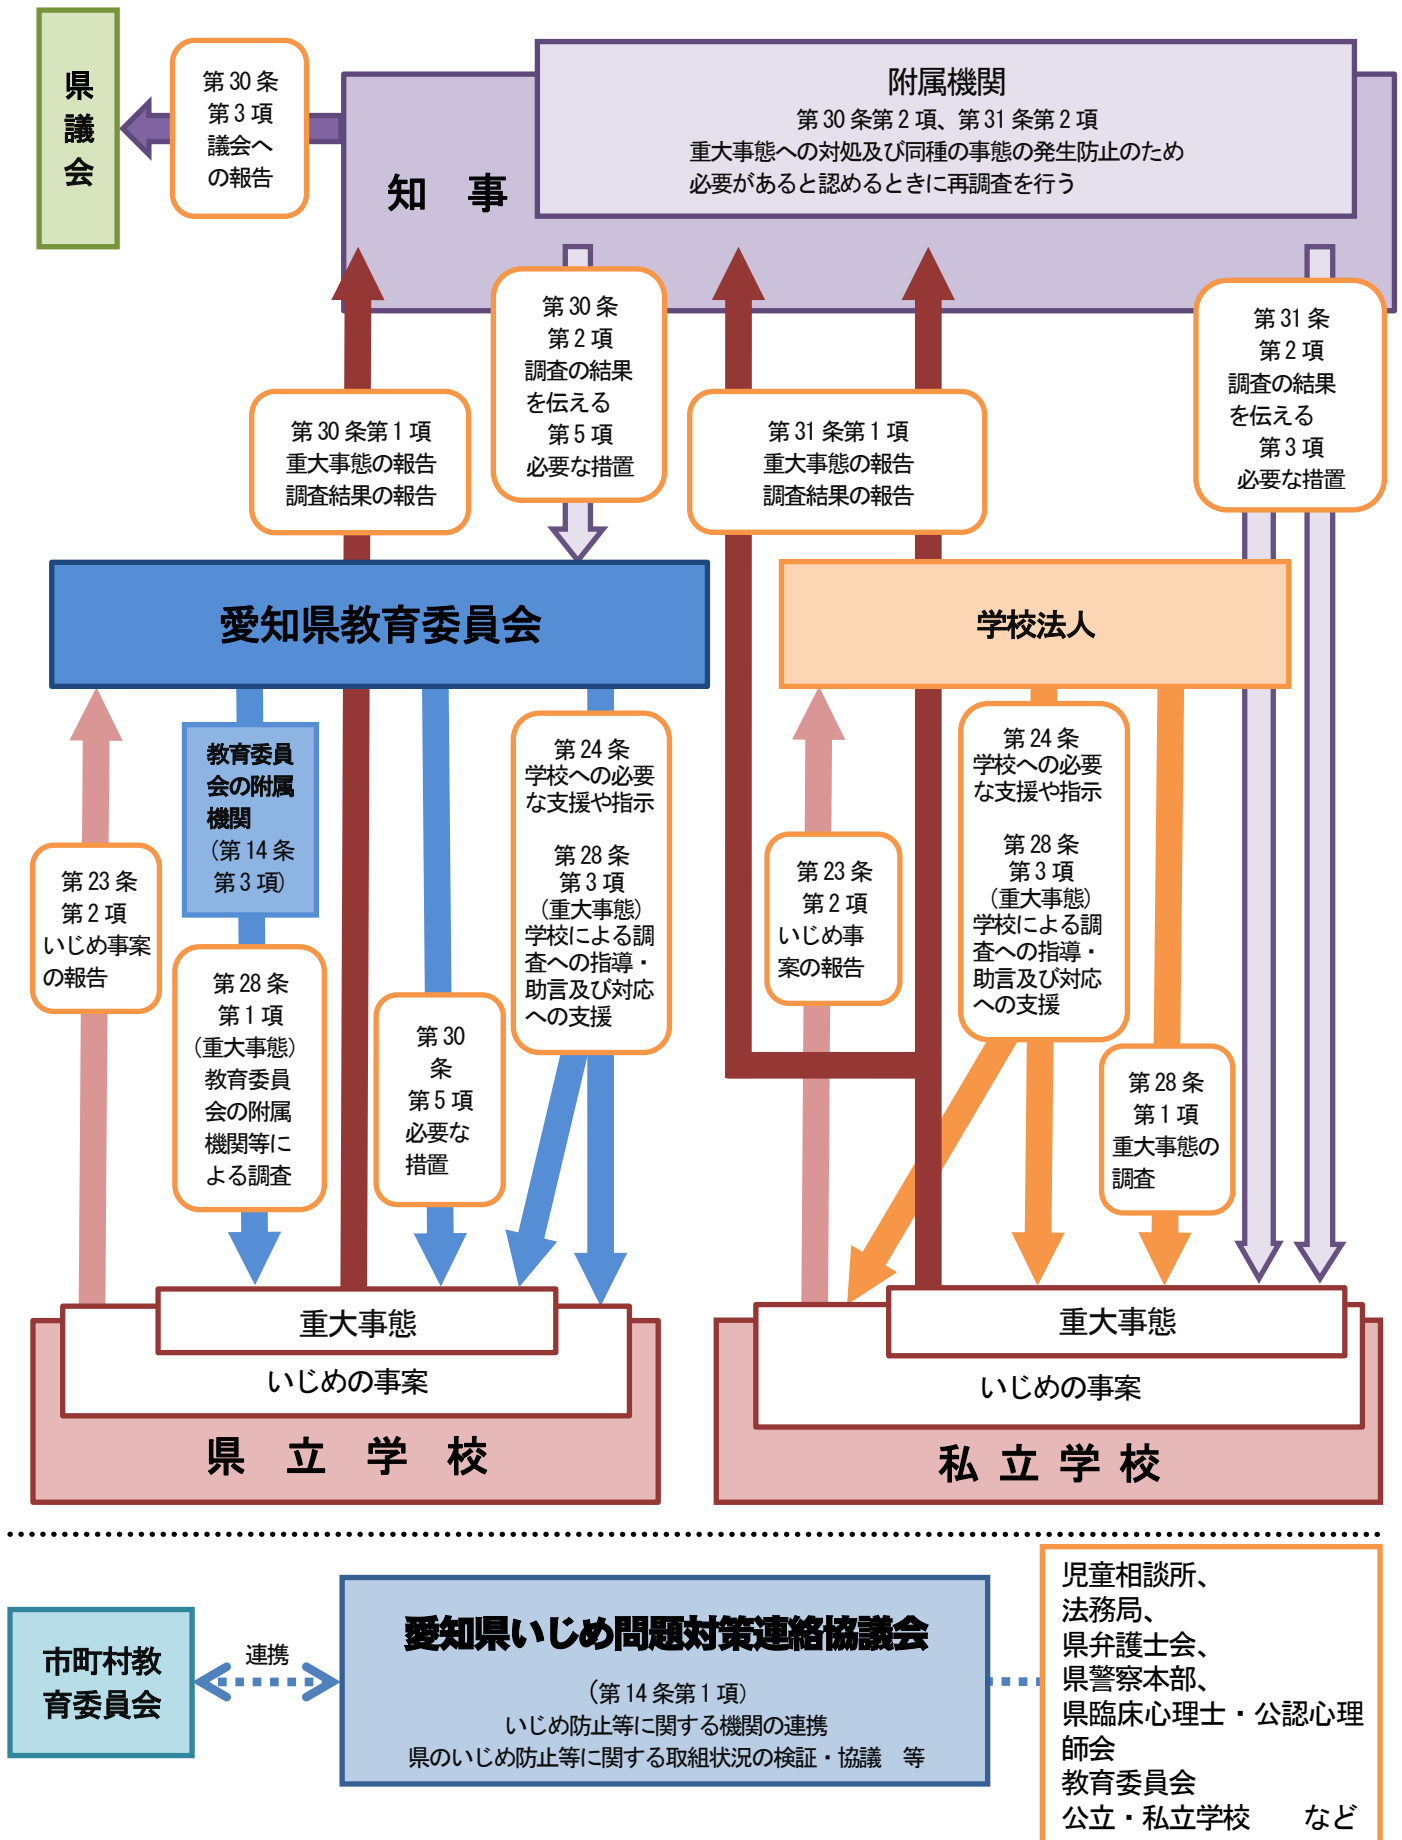 県
議
会
第30条
第3項
議会へ
の報告
附属機関
第30条第2項、第31条第2項
重大事態への対処及び同種の事態の発生防止のため
必要があると認めるときに再調査を行う
知　事
第30条
第2項
調査の結果
を伝える
第5項
必要な措置
第31条
第2項
調査の結果
を伝える
第3項
必要な措置
第30条第1項
重大事態の報告
調査結果の報告
第31条第1項
重大事態の報告
調査結果の報告
愛知県教育委員会
学校法人
教育委員
会の附属
機関
（第14条
第3項）
第24条
学校への必要
な支援や指示
第28条
第3項
（重大事態）
学校による調
査への指導・
助言及び対応
への支援
第24条
学校への必要
な支援や指示
第28条
第3項
（重大事態）
学校による調
査への指導・
助言及び対応
への支援
第23条
第2項
いじめ事案
の報告
第28条
第1項
（重大事態）
教育委員
会の附属
機関等に
よる調査
第30
条
第5項
必要な
措置
第23条
第2項
いじめ事
案の報告
第28条
第1項
重大事態の
調査
重大事態
いじめの事案
県　立　学　校
重大事態
いじめの事案
私 立 学 校
市町村教
育委員会
連携
愛知県いじめ問題対策連絡協議会
（第14条第1項）
いじめ防止等に関する機関の連携
県のいじめ防止等に関する取組状況の検証・協議　等
児童相談所、
法務局、
県弁護士会、
県警察本部、
県臨床心理士・公認心理
師会
教育委員会
公立・私立学校　　など